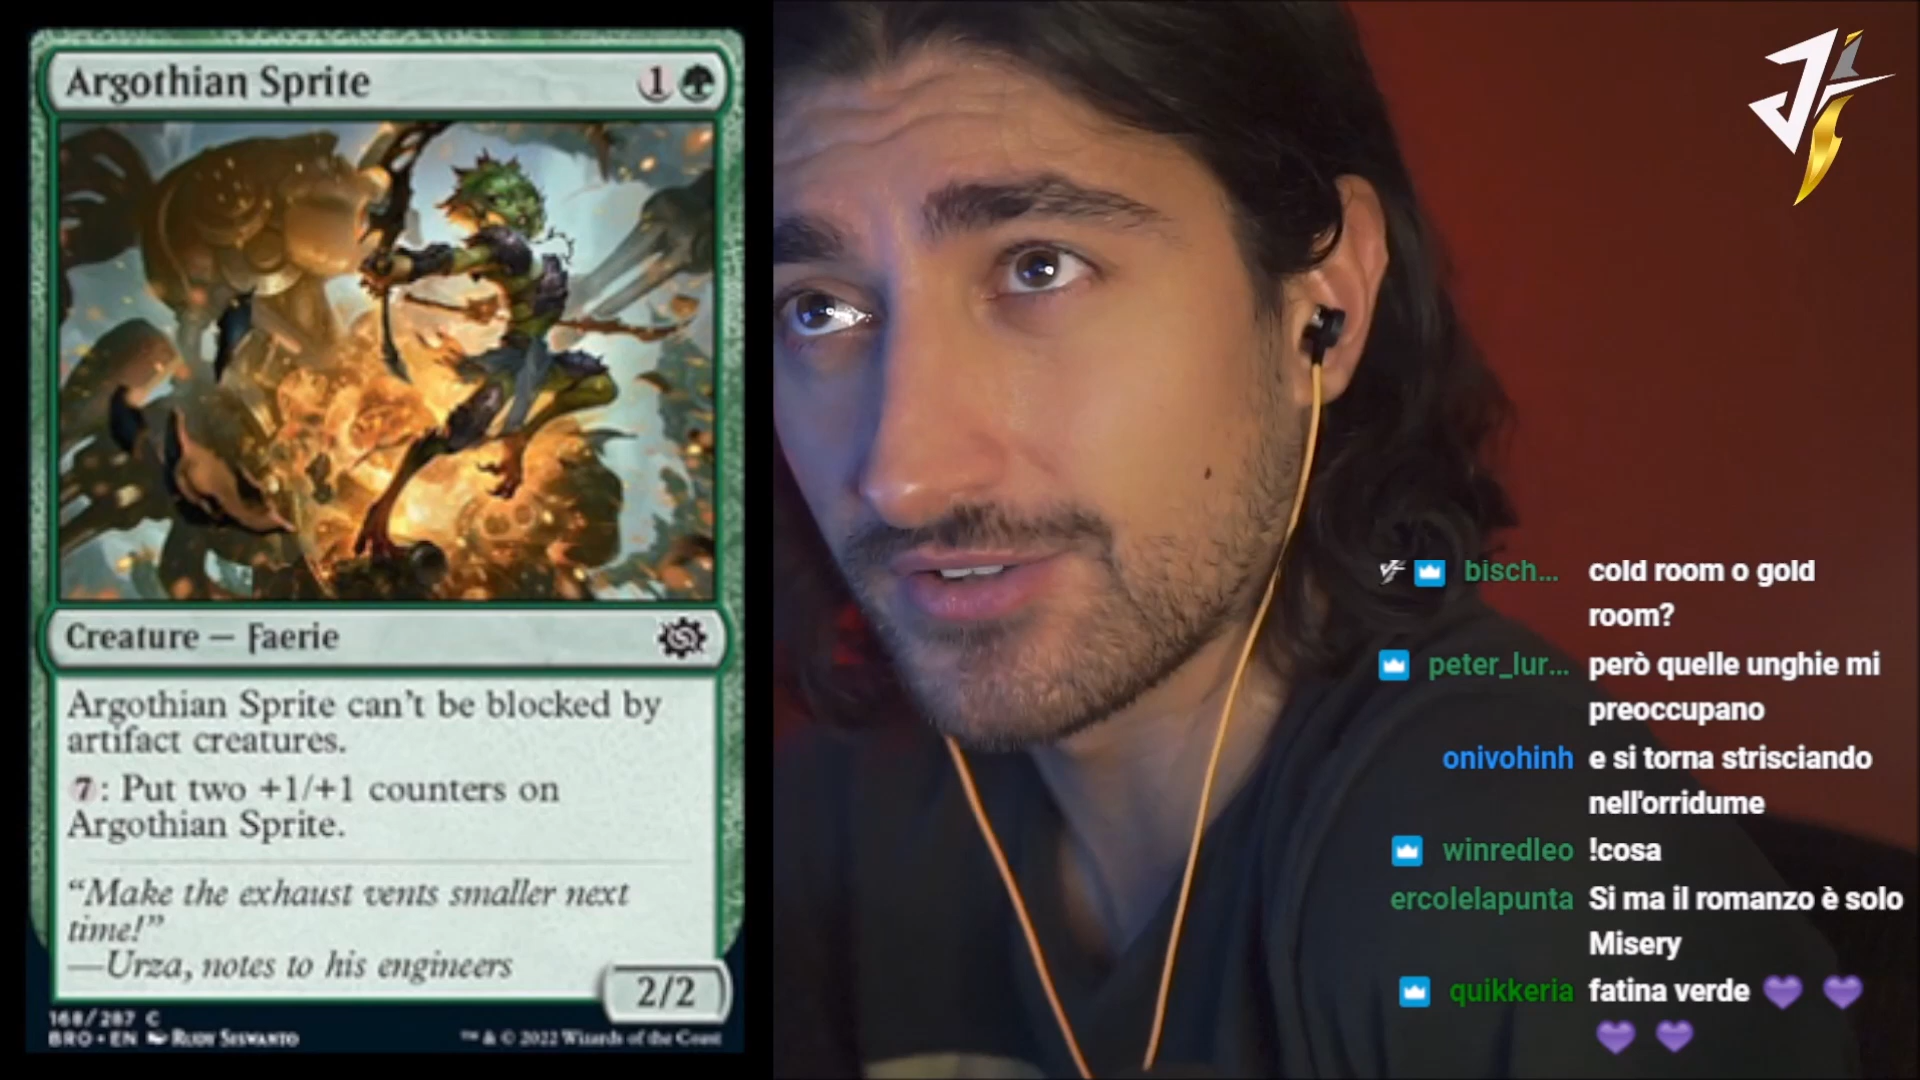 Argothian Sprite
1
Creature — Faerie
Argothian Sprite can't be blocked by
artifact creatures.
7: Put two +1/+1 counters on
Argothian Sprite.
“Make the exhaust vents smaller next
time!”
—Urza, notes to his engineers
2/2
168/287 C
BRO • EN Rudy Siswanto
™ & © 2022 Wizards of the Coast
bisch... cold room o gold
room?
peter_lur... però quelle unghie mi
preoccupano
onivohinh e si torna strisciando
nell'orridume
winredleo !cosa
ercolelapunta Si ma il romanzo è solo
Misery
quikkeria fatina verde